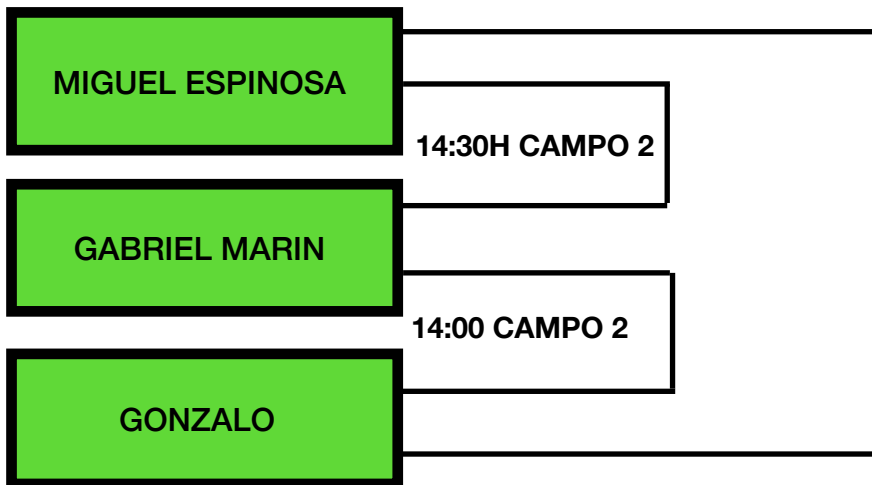 MIGUEL ESPINOSA
14:30H CAMPO 2
GABRIEL MARIN
14:00 CAMPO 2
GONZALO